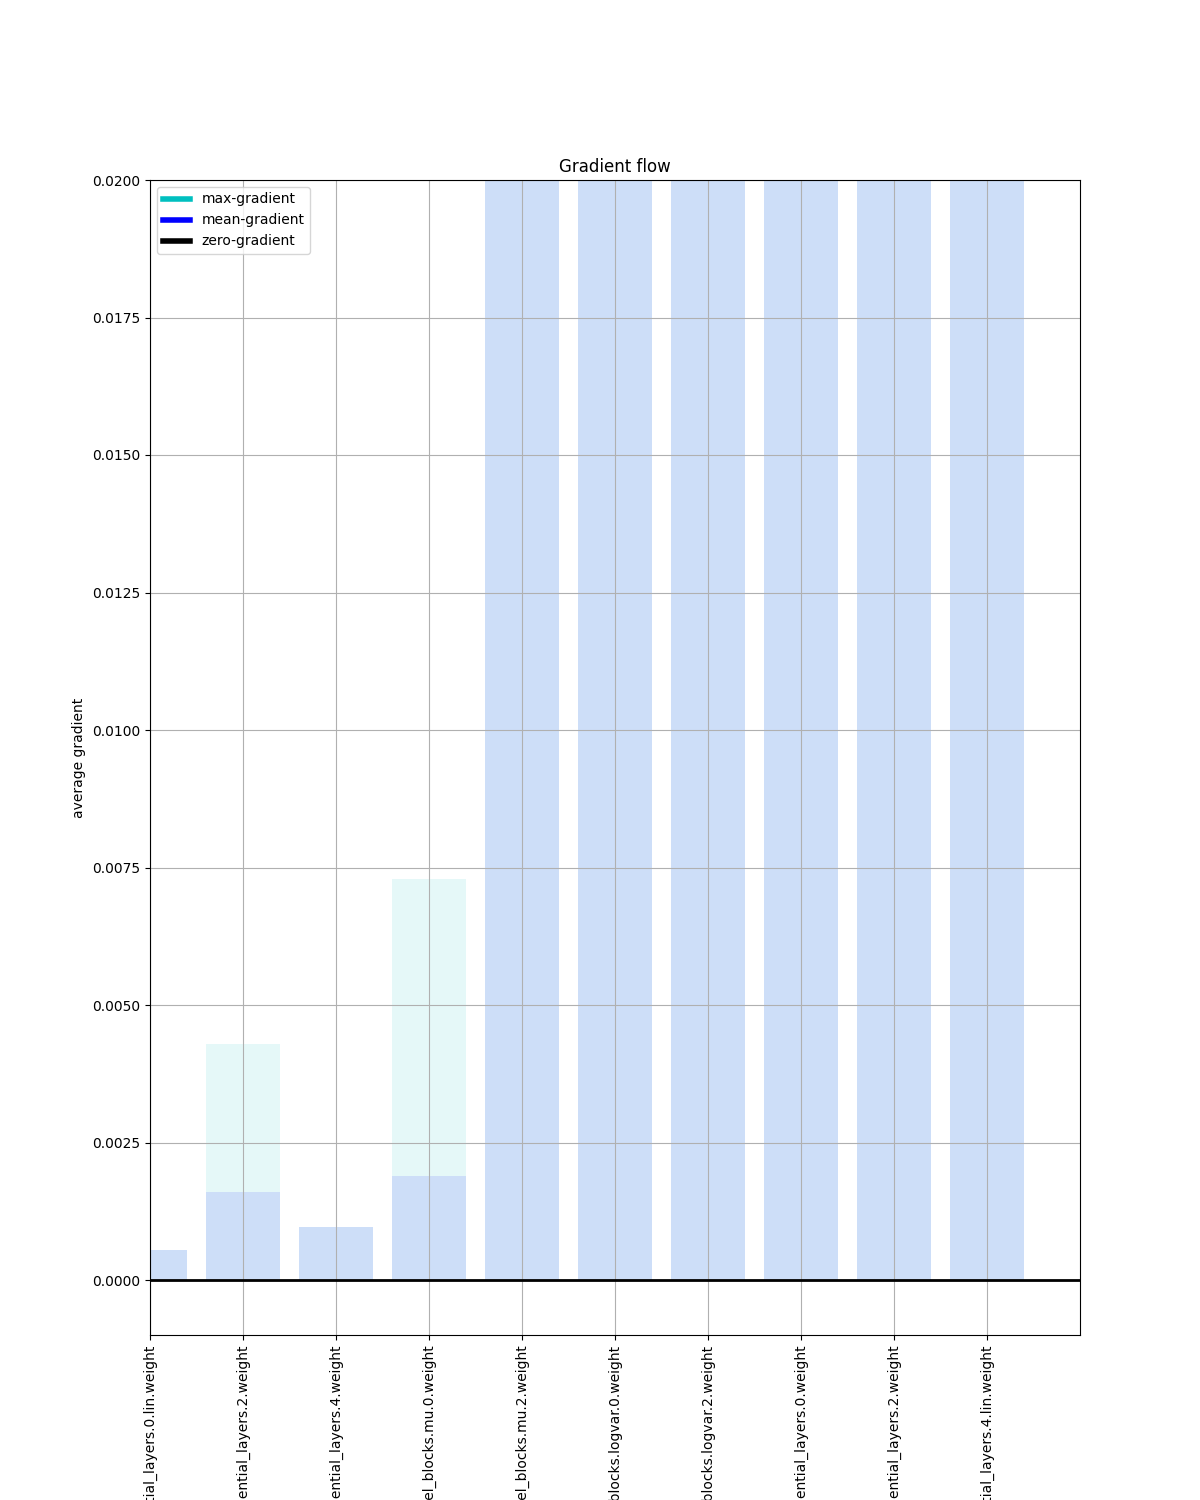 Gradient flow
max-gradient
mean-gradient
zero-gradient
0.0200
0.0175
0.0150
0.0125
0.0100
0.0075
0.0050
0.0025
0.0000
average gradient
tial_layers.0.lin.weight
ential_layers.2.weight
ential_layers.4.weight
el_blocks.mu.0.weight
el_blocks.mu.2.weight
blocks.logvar.0.weight
blocks.logvar.2.weight
ential_layers.0.weight
ential_layers.2.weight
tial_layers.4.lin.weight